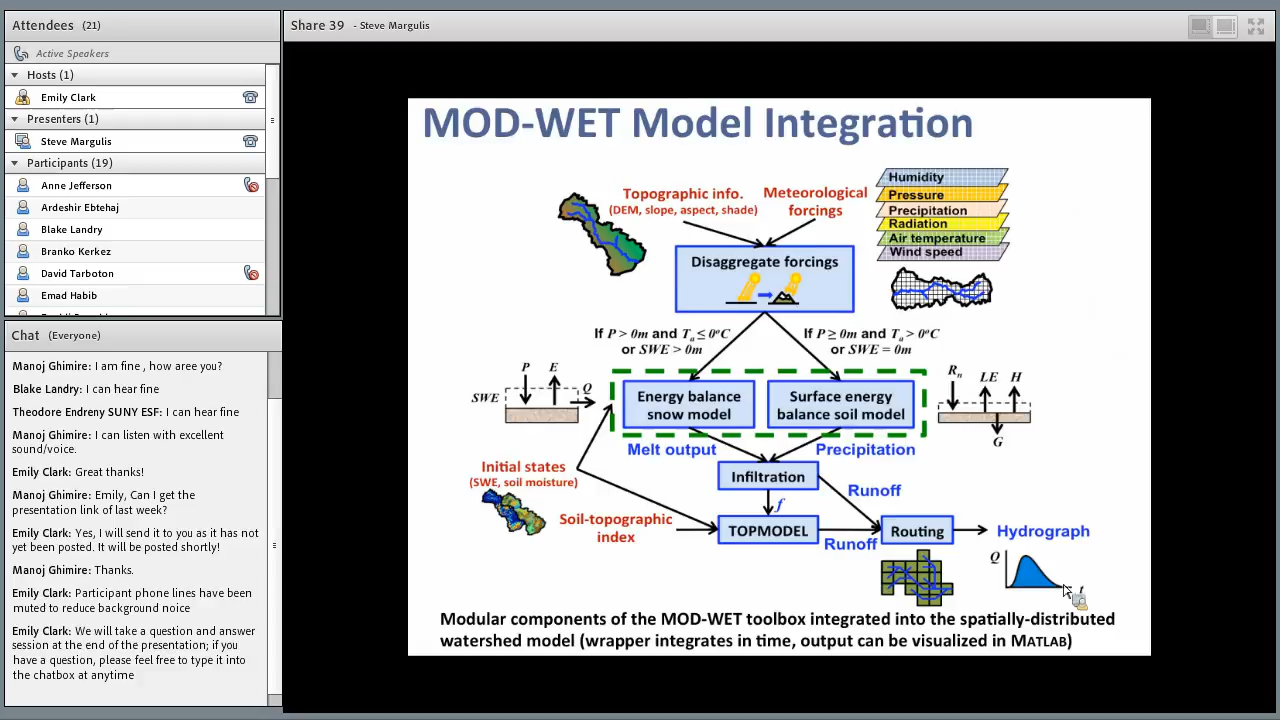 Attendees (21)
Active Speakers
Hosts (1)
Emily Clark
Presenters (1)
Steve Margulis
Participants (19)
Anne Jefferson
Ardeshir Ebtehaj
Blake Landry
Branko Kerkez
David Tarboton
Emad Habib
Chat (Everyone)
Manoj Ghimire: I am fine , how aree you?
Blake Landry: I can hear fine
Theodore Endreny SUNY ESF: I can hear fine
Manoj Ghimire: I can listen with excellent
sound/voice.
Emily Clark: Great thanks!
Manoj Ghimire: Emily, Can I get the
presentation link of last week?
Emily Clark: Yes, I will send it to you as it has not
yet been posted. It will be posted shortly!
Manoj Ghimire: Thanks.
Emily Clark: Participant phone lines have been
muted to reduce background noice
Emily Clark: We will take a question and answer
session at the end of the presentation; if you
have a question, please feel free to type it into
the chatbox at anytime
Share 39 - Steve Margulis
MOD-WET Model Integration
Topographic info.
(DEM, slope, aspect, shade)
Meteorological
forcings
Humidity
Pressure
Precipitation
Radiation
Air temperature
Wind speed
Disaggregate forcings
If P > 0m and Ta ≤ 0°C
or SWE > 0m
If P ≥ 0m and Ta > 0°C
or SWE = 0m
P E
Q
SWE
Energy balance
snow model
Surface energy
balance soil model
Rn LE H
G
Melt output
Precipitation
Initial states
(SWE, soil moisture)
Infiltration
Runoff
f
Soil-topographic
index
TOPMODEL
Runoff
Routing
Hydrograph
Q
t
Modular components of the MOD-WET toolbox integrated into the spatially-distributed
watershed model (wrapper integrates in time, output can be visualized in MATLAB)